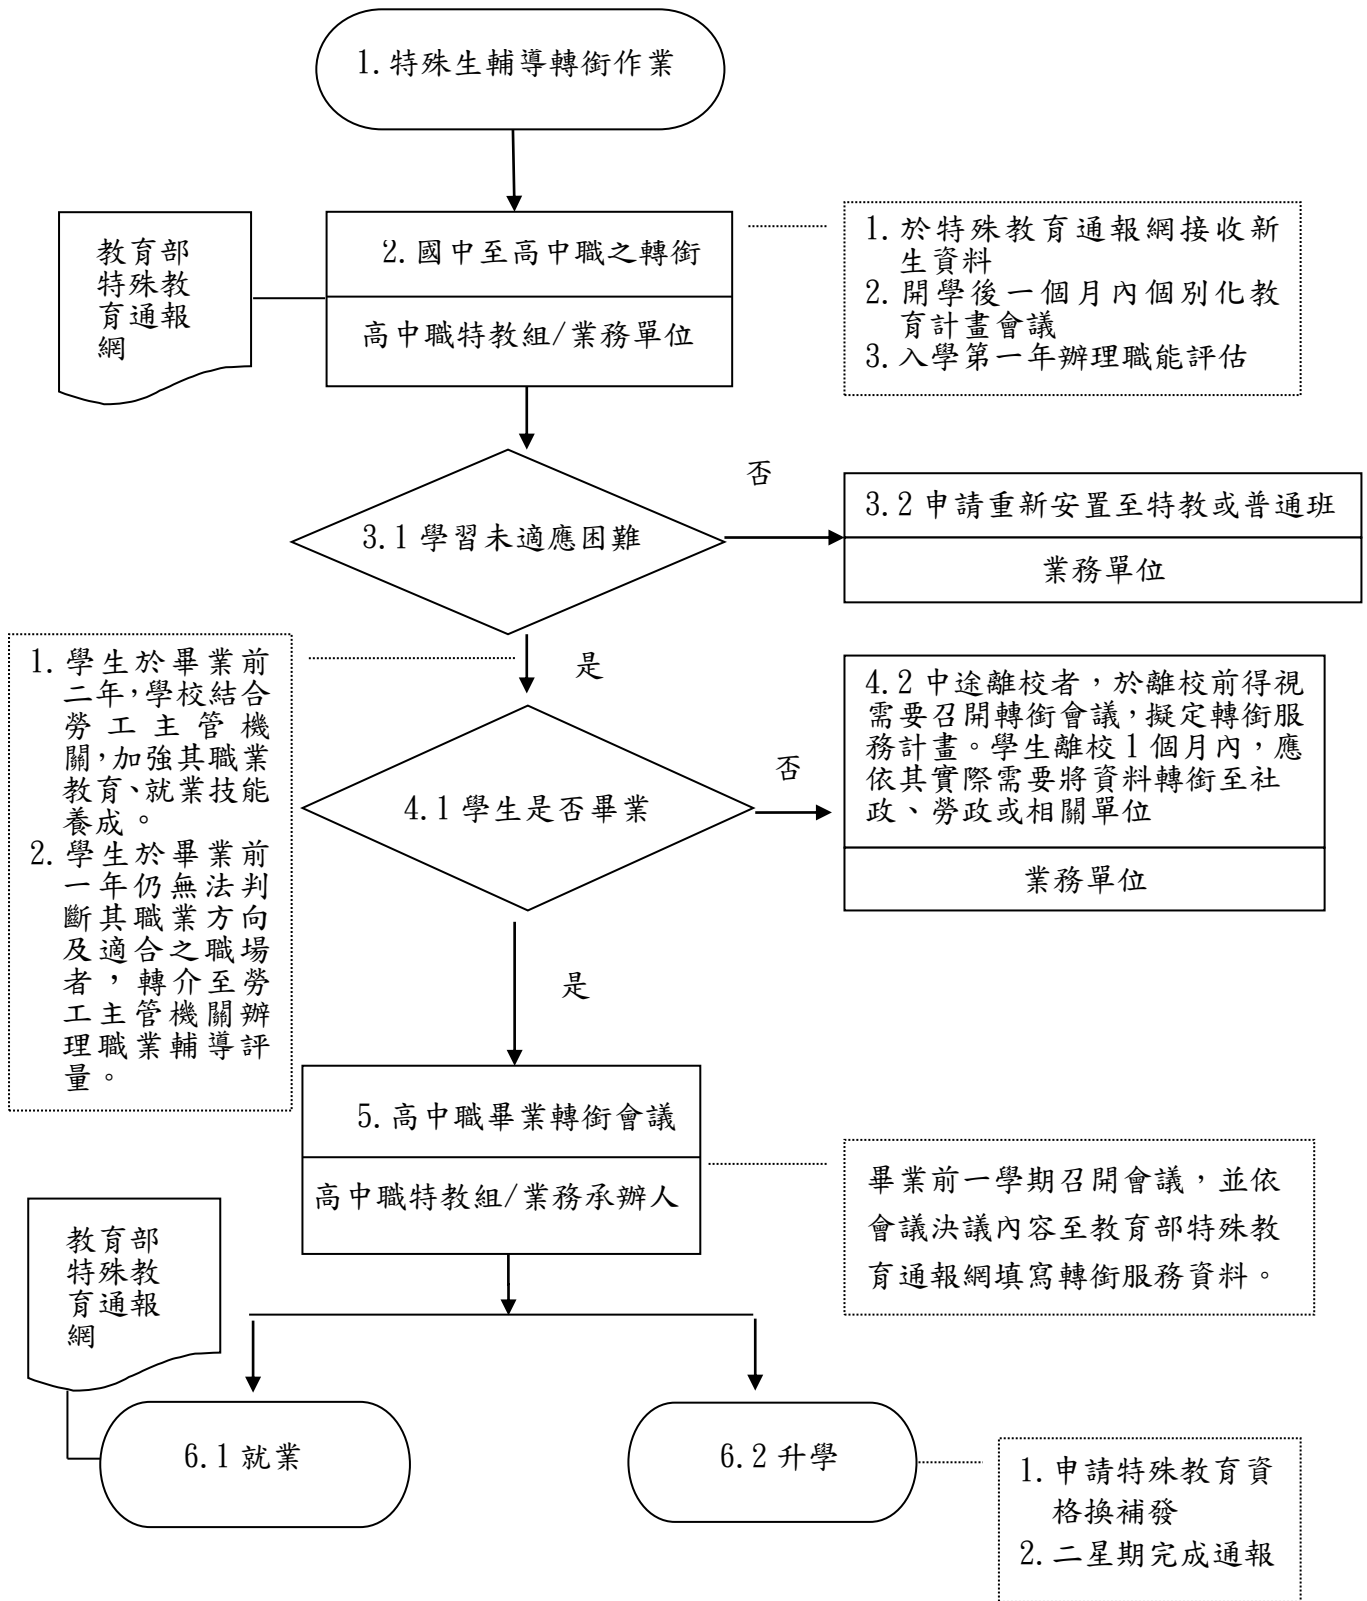 1.特殊生輔導轉銜作業
教育部
特殊教
育通報
網
2.國中至高中職之轉銜
高中職特教組/業務單位
1.於特殊教育通報網接收新
生資料
2.開學後一個月內個別化教
育計畫會議
3.入學第一年辦理職能評估
3.1 學習未適應困難
否
3.2 申請重新安置至特教或普通班
業務單位
是
1.學生於畢業前
二年,學校結合
勞工主管機
關,加強其職業
教育、就業技能
養成。
2.學生於畢業前
一年仍無法判
斷其職業方向
及適合之職場
者，轉介至勞
工主管機關辦
理職業輔導評
量。
4.1 學生是否畢業
否
4.2 中途離校者，於離校前得視
需要召開轉銜會議，擬定轉銜服
務計畫。學生離校 1 個月內，應
依其實際需要將資料轉銜至社
政、勞政或相關單位
業務單位
是
5.高中職畢業轉銜會議
高中職特教組/業務承辦人
畢業前一學期召開會議，並依
會議決議內容至教育部特殊教
育通報網填寫轉銜服務資料。
教育部
特殊教
育通報
網
6.1 就業
6.2 升學
1.申請特殊教育資
格換補發
2.二星期完成通報